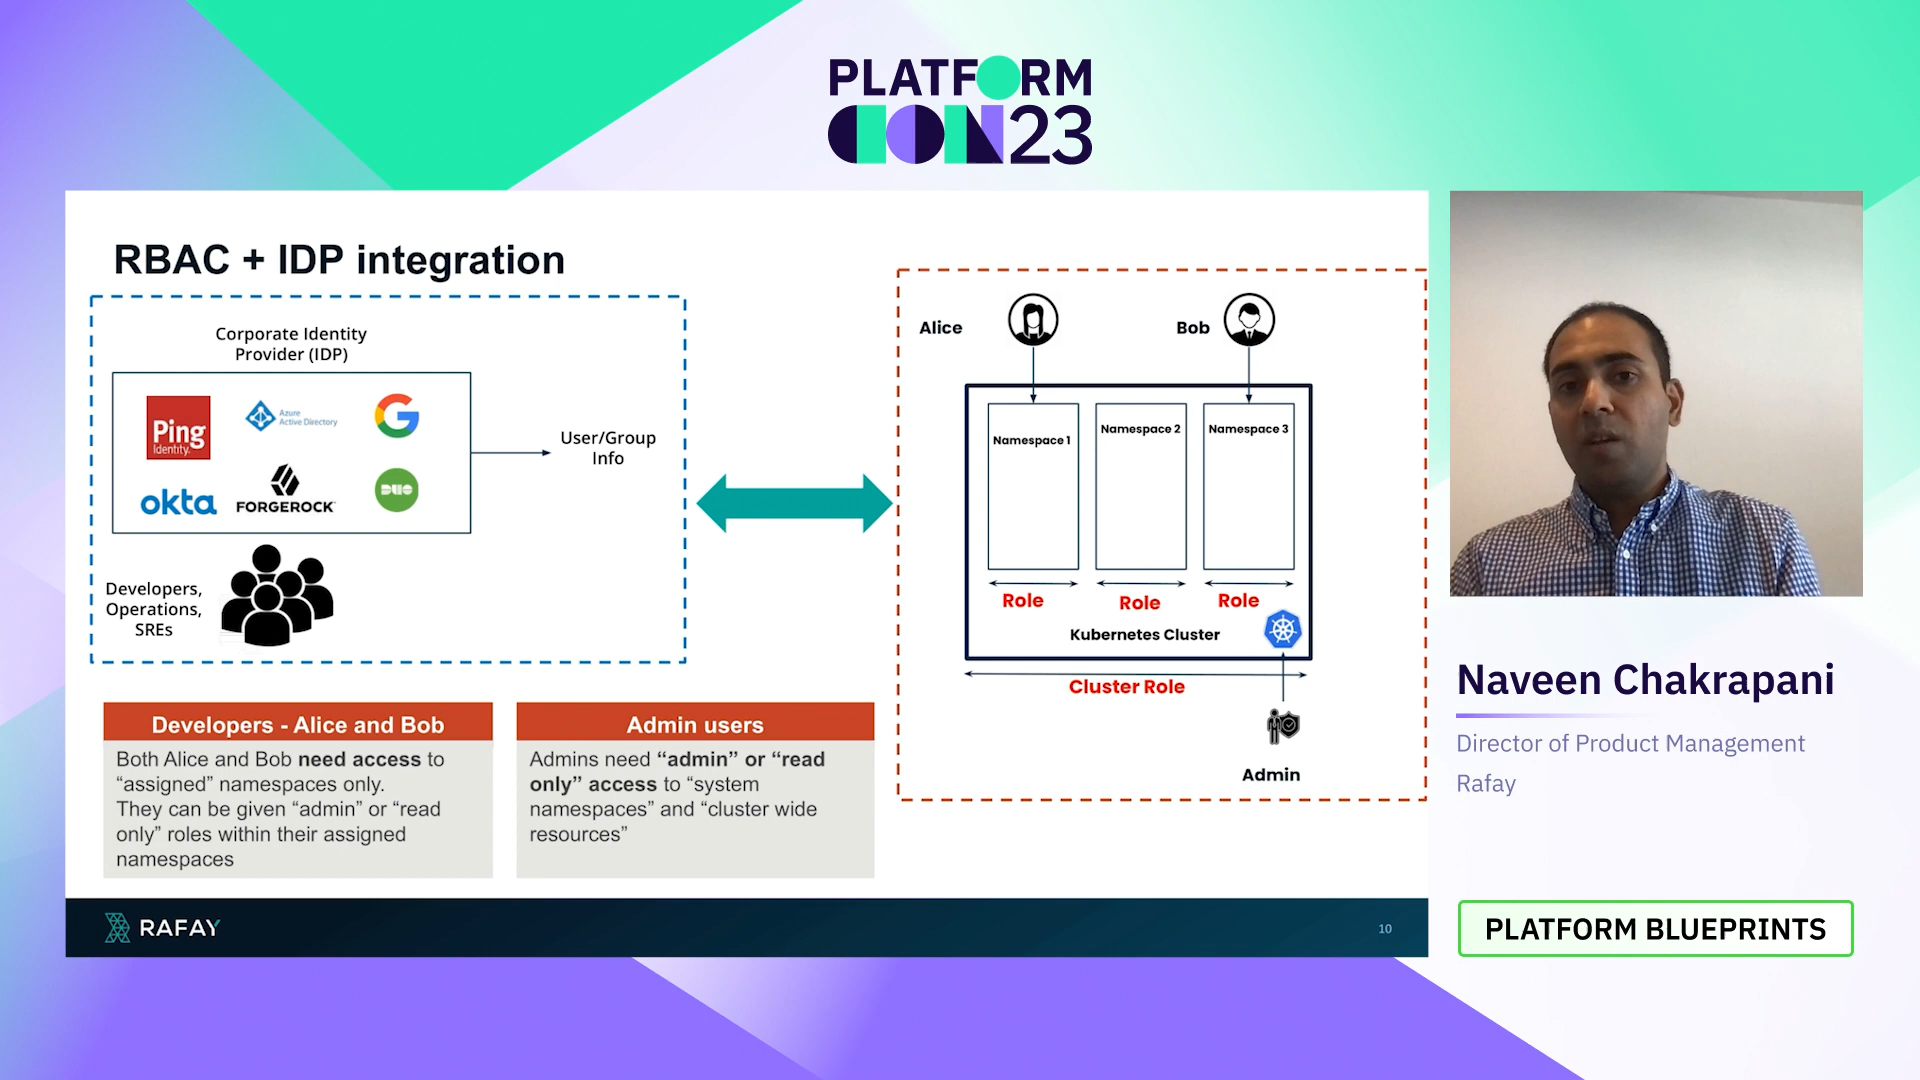 PLATFORM
CON23
RBAC + IDP integration
Corporate Identity
Provider (IDP)
Ping
Identity.
Azure
Active Directory
G
okta
FORGEROCK
DUO
User/Group
Info
Developers,
Operations,
SREs
Alice
Bob
Namespace 1
Namespace 2
Namespace 3
Role
Role
Role
Kubernetes Cluster
Cluster Role
Admin
Developers - Alice and Bob
Both Alice and Bob need access to
“assigned” namespaces only.
They can be given “admin” or “read
only” roles within their assigned
namespaces
Admin users
Admins need “admin” or “read
only” access to “system
namespaces” and “cluster wide
resources”
RAFAY
10
Naveen Chakrapani
Director of Product Management
Rafay
PLATFORM BLUEPRINTS